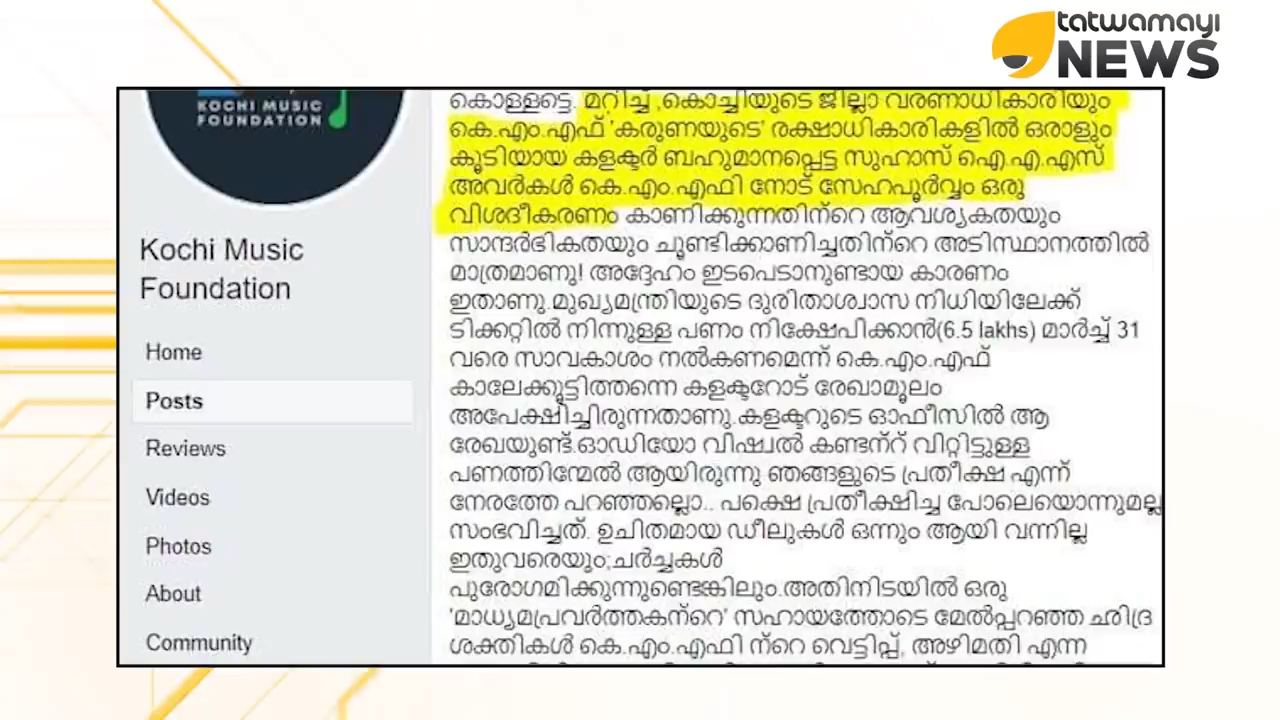 tatwamayi
NEWS
KOCHI MUSIC
FOUNDATION
Kochi Music
Foundation
Home
Posts
Reviews
Videos
Photos
About
Community
കൊള്ളട്ടെ. മറിച്ച് ,കൊച്ചിയുടെ ജില്ലാ വരണാധികാരിയും
കെ.എം.എഫ് 'കരുണയുടെ' രക്ഷാധികാരികളിൽ ഒരാളും
കൂടിയായ കളക്ടർ ബഹുമാനപ്പെട്ട സുഹാസ് ഐ.എ.എസ്
അവർകൾ കെ.എം.എഫി നോട് സേഹപൂർവ്വം ഒരു
വിശദീകരണം കാണിക്കുന്നതിന്റെ ആവശ്യകതയും
സാന്ദർഭികതയും ചൂണ്ടിക്കാണിച്ചതിന്റെ അടിസ്ഥാനത്തിൽ
മാത്രമാണു! അദ്ദേഹം ഇടപെടാനുണ്ടായ കാരണം
ഇതാണു.മുഖ്യമന്ത്രിയുടെ ദുരിതാശ്വാസ നിധിയിലേക്ക്
ടിക്കറ്റിൽ നിന്നുള്ള പണം നിക്ഷേപിക്കാൻ(6.5 lakhs) മാർച്ച് 31
വരെ സാവകാശം നൽകണമെന്ന് കെ.എം.എഫ്
കാലേക്കൂട്ടിത്തന്നെ കളക്ടറോട് രേഖാമൂലം
അപേക്ഷിച്ചിരുന്നതാണു.കളക്ടറുടെ ഓഫീസിൽ ആ
രേഖയുണ്ട്.ഓഡിയോ വിഷ്വൽ കണ്ടന്റ് വിറ്റിട്ടുള്ള
പണത്തിന്മേൽ ആയിരുന്നു ഞങ്ങളുടെ പ്രതീക്ഷ എന്ന്
നേരത്തേ പറഞ്ഞല്ലൊ.. പക്ഷെ പ്രതീക്ഷിച്ച പോലെയൊന്നുമല്ല
സംഭവിച്ചത്. ഉചിതമായ ഡീലുകൾ ഒന്നും ആയി വന്നില്ല
ഇതുവരെയും;ചർച്ചകൾ
പുരോഗമിക്കുന്നുണ്ടെങ്കിലും.അതിനിടയിൽ ഒരു
'മാധ്യമപ്രവർത്തകന്റെ' സഹായത്തോടെ മേൽപ്പറഞ്ഞ ഛിദ്ര
ശക്തികൾ കെ.എം.എഫി ന്റെ വെട്ടിപ്പ്, അഴിമതി എന്ന